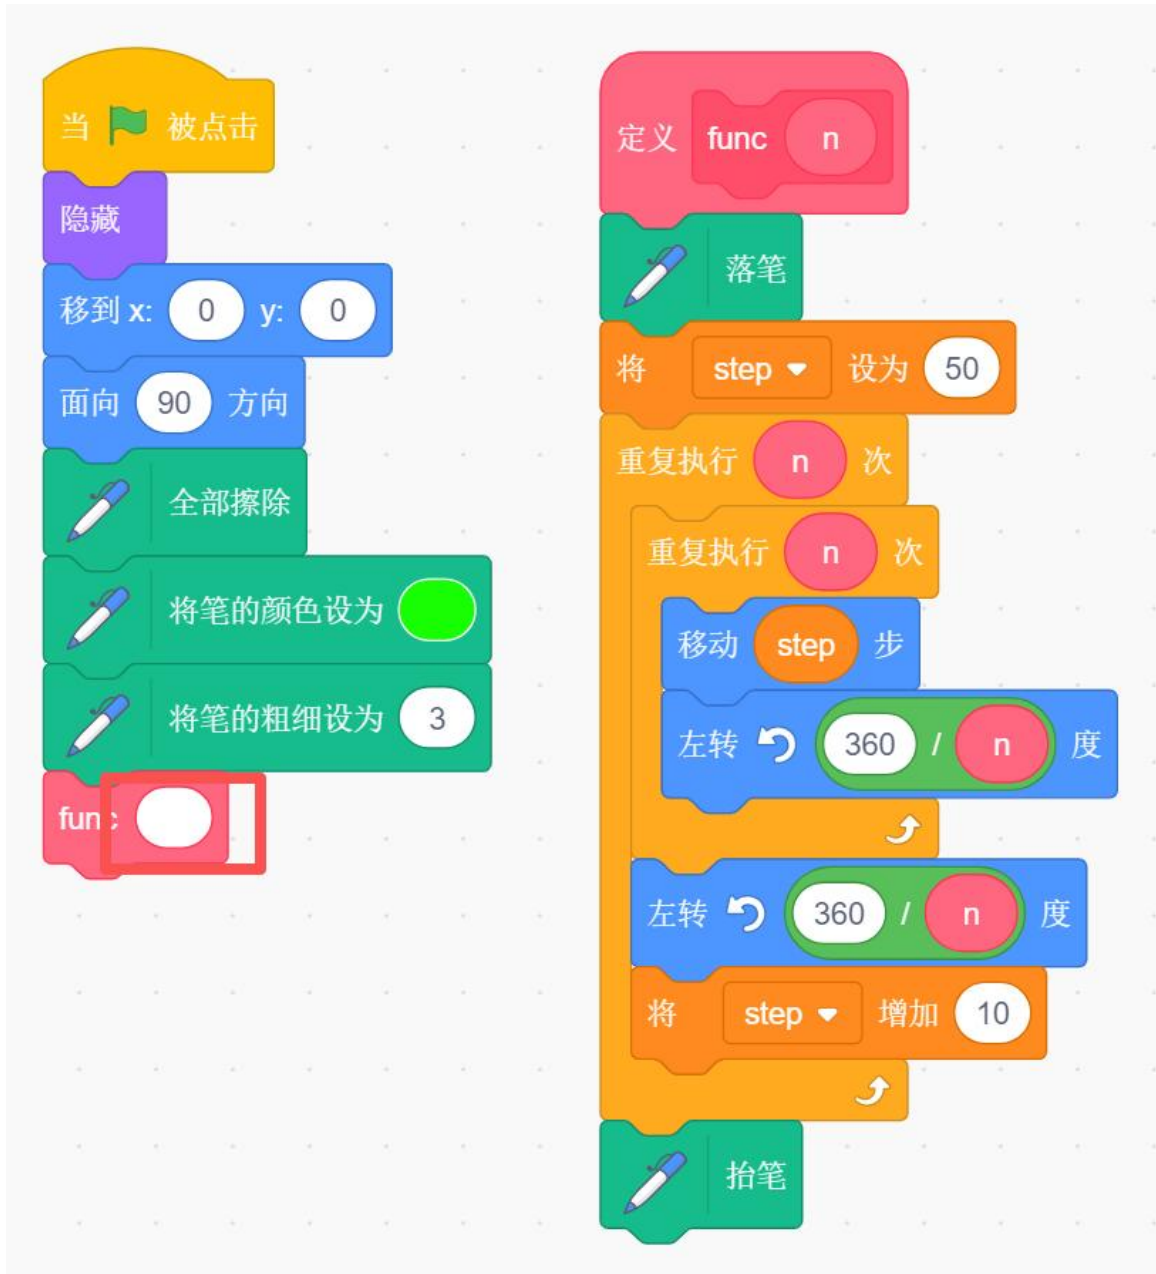 当 被点击
隐藏
移到 x: 0 y: 0
面向 90 方向
全部擦除
将笔的颜色设为
将笔的粗细设为 3
func
定义 func n
落笔
将 step 设为 50
重复执行 n 次
重复执行 n 次
移动 step 步
左转 360 / n 度
左转 360 / n 度
将 step 增加 10
抬笔